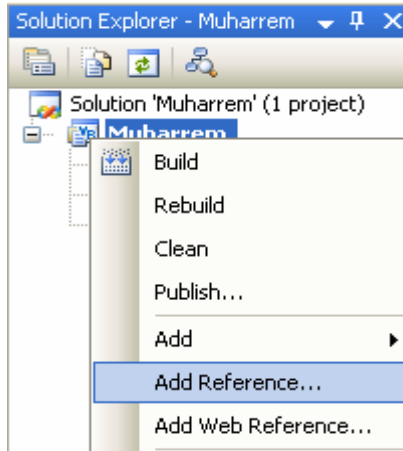 Solution Explorer - Muharrem
Solution 'Muharrem' (1 project)
Muharrem
Build
Rebuild
Clean
Publish...
Add
Add Reference...
Add Web Reference...